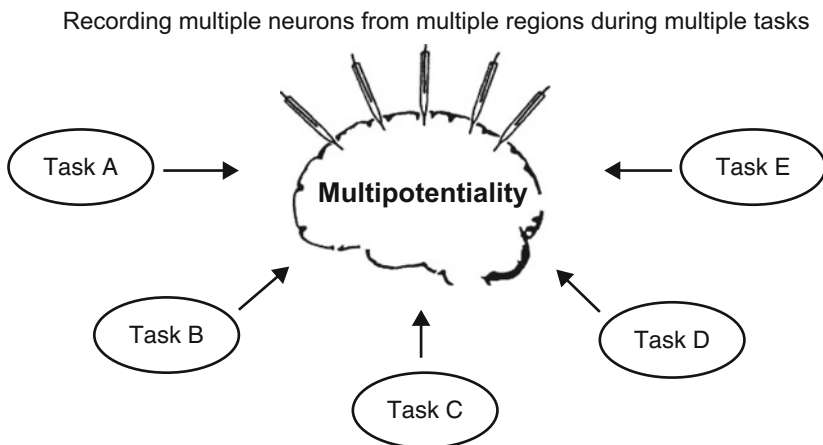 Recording multiple neurons from multiple regions during multiple tasks
Task A
Multipotentiality
Task E
Task B
Task D
Task C